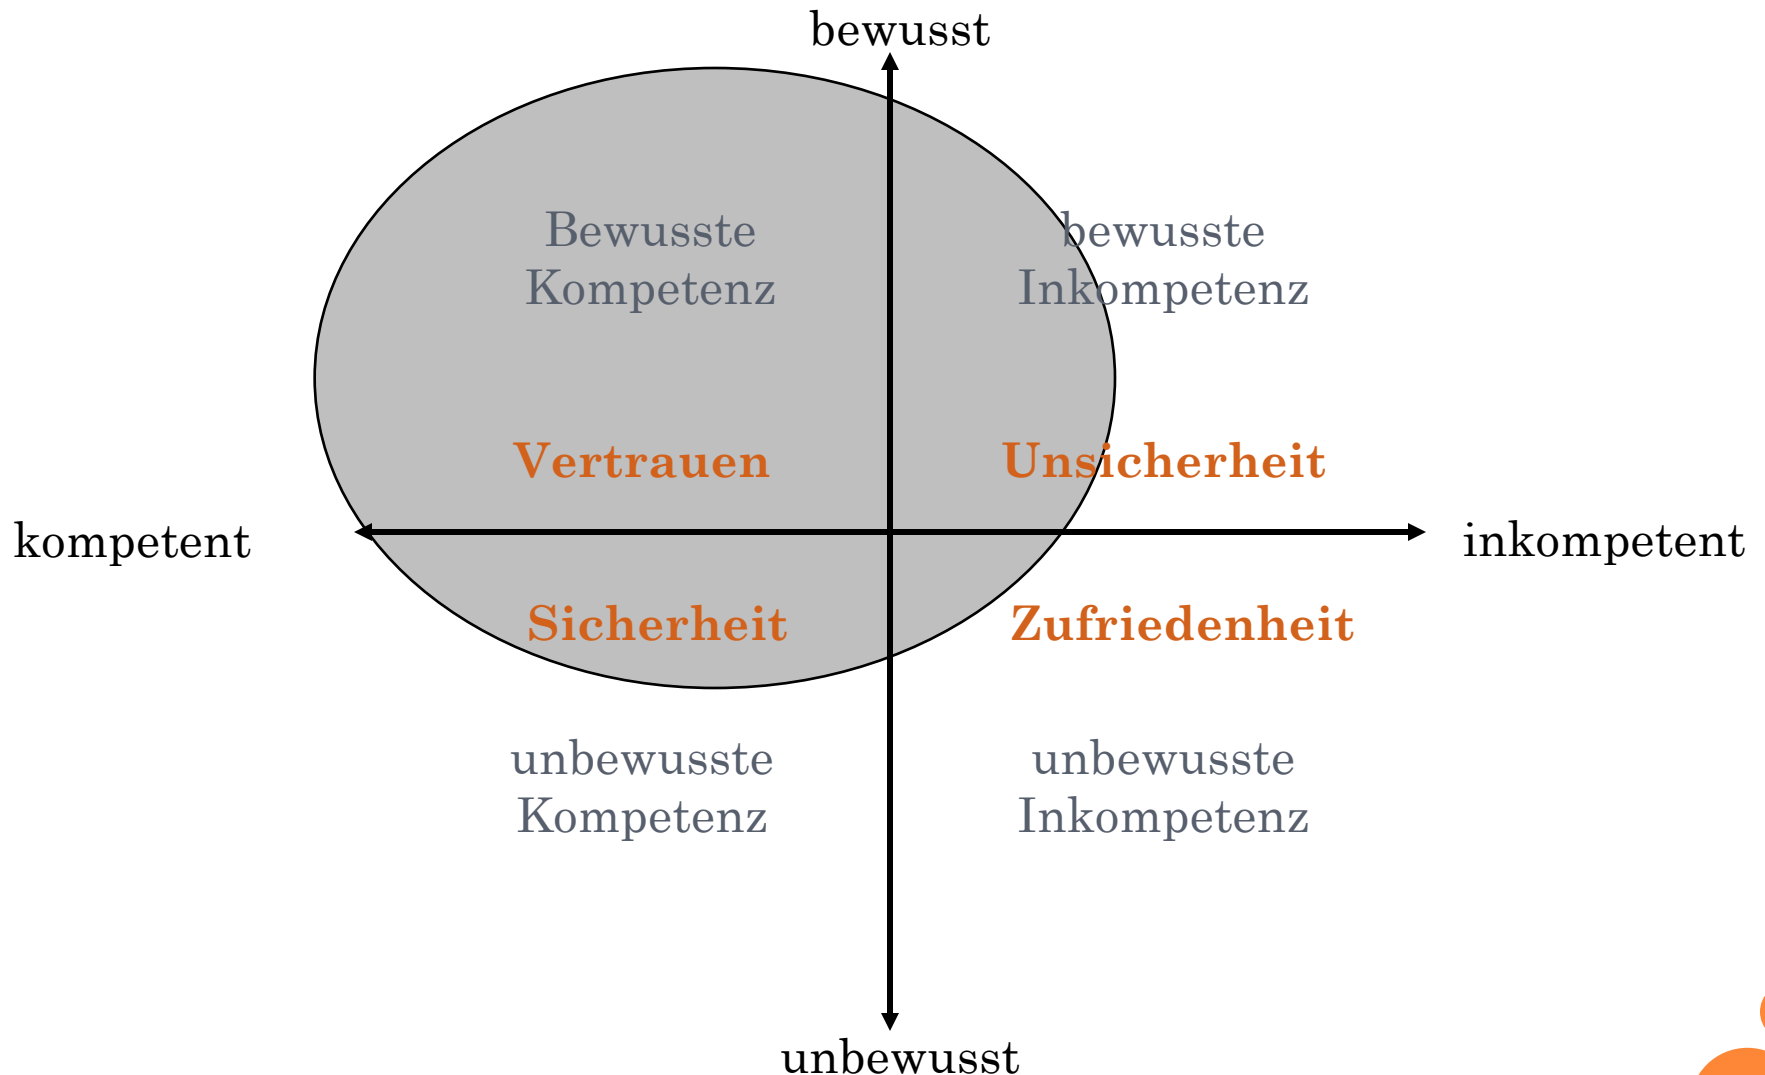 bewusst
Bewusste
Kompetenz
bewusste
Inkompetenz
Vertrauen
Unsicherheit
kompetent
inkompetent
Sicherheit
Zufriedenheit
unbewusste
Kompetenz
unbewusste
Inkompetenz
unbewusst